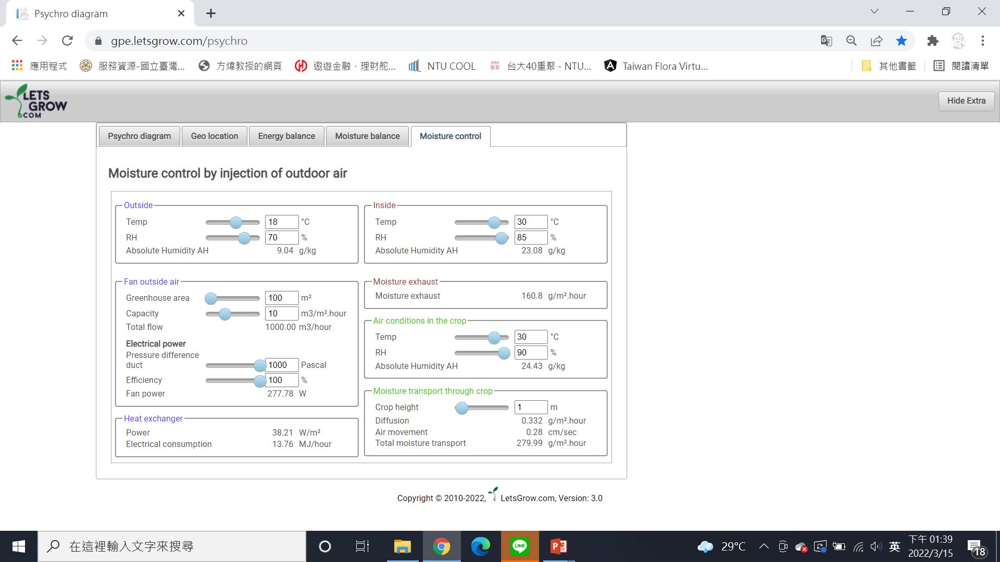 Psychro diagram
gpe.letsgrow.com/psychro
應用程式
服務資源-國立臺灣...
方煒教授的網頁
遨遊金融、理財舵...
NTU COOL
台大40重聚 - NTU...
Taiwan Flora Virtu...
其他書籤
閱讀清單
LETS
GROW
COM
Hide Extra
Psychro diagram
Geo location
Energy balance
Moisture balance
Moisture control
Moisture control by injection of outdoor air
Outside
Temp 18 °C
RH 70 %
Absolute Humidity AH 9.04 g/kg
Inside
Temp 30 °C
RH 85 %
Absolute Humidity AH 23.08 g/kg
Fan outside air
Greenhouse area 100 m²
Capacity 10 m3/m².hour
Total flow 1000.00 m3/hour
Electrical power
Pressure difference
duct 1000 Pascal
Efficiency 100 %
Fan power 277.78 W
Heat exchanger
Power 38.21 W/m²
Electrical consumption 13.76 MJ/hour
Moisture exhaust
Moisture exhaust 160.8 g/m².hour
Air conditions in the crop
Temp 30 °C
RH 90 %
Absolute Humidity AH 24.43 g/kg
Moisture transport through crop
Crop height 1 m
Diffusion 0.332 g/m².hour
Air movement 0.28 cm/sec
Total moisture transport 279.99 g/m².hour
Copyright © 2010-2022, LetsGrow.com, Version: 3.0
在這裡輸入文字來搜尋
LINE
29°C
英
下午 01:39
2022/3/15
18